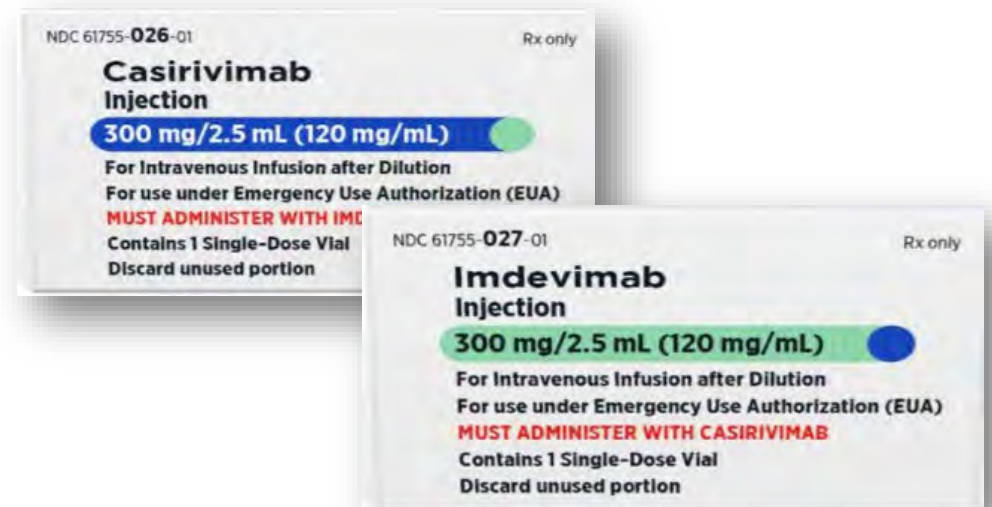 NDC 61755-026-01
Rx only
Casirivimab
Injection
300 mg/2.5 mL (120 mg/mL)
For Intravenous Infusion after Dilution
For use under Emergency Use Authorization (EUA)
MUST ADMINISTER WITH IMD
Contains 1 Single-Dose Vial
Discard unused portion
NDC 61755-027-01
Rx only
Imdevimab
Injection
300 mg/2.5 mL (120 mg/mL)
For Intravenous Infusion after Dilution
For use under Emergency Use Authorization (EUA)
MUST ADMINISTER WITH CASIRIVIMAB
Contains 1 Single-Dose Vial
Discard unused portion